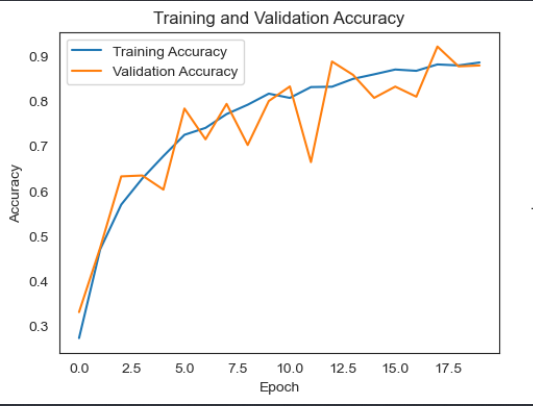 Training and Validation Accuracy
Training Accuracy
Validation Accuracy
0.9
0.8
0.7
0.6
0.5
0.4
0.3
Accuracy
0.0 2.5 5.0 7.5 10.0 12.5 15.0 17.5
Epoch